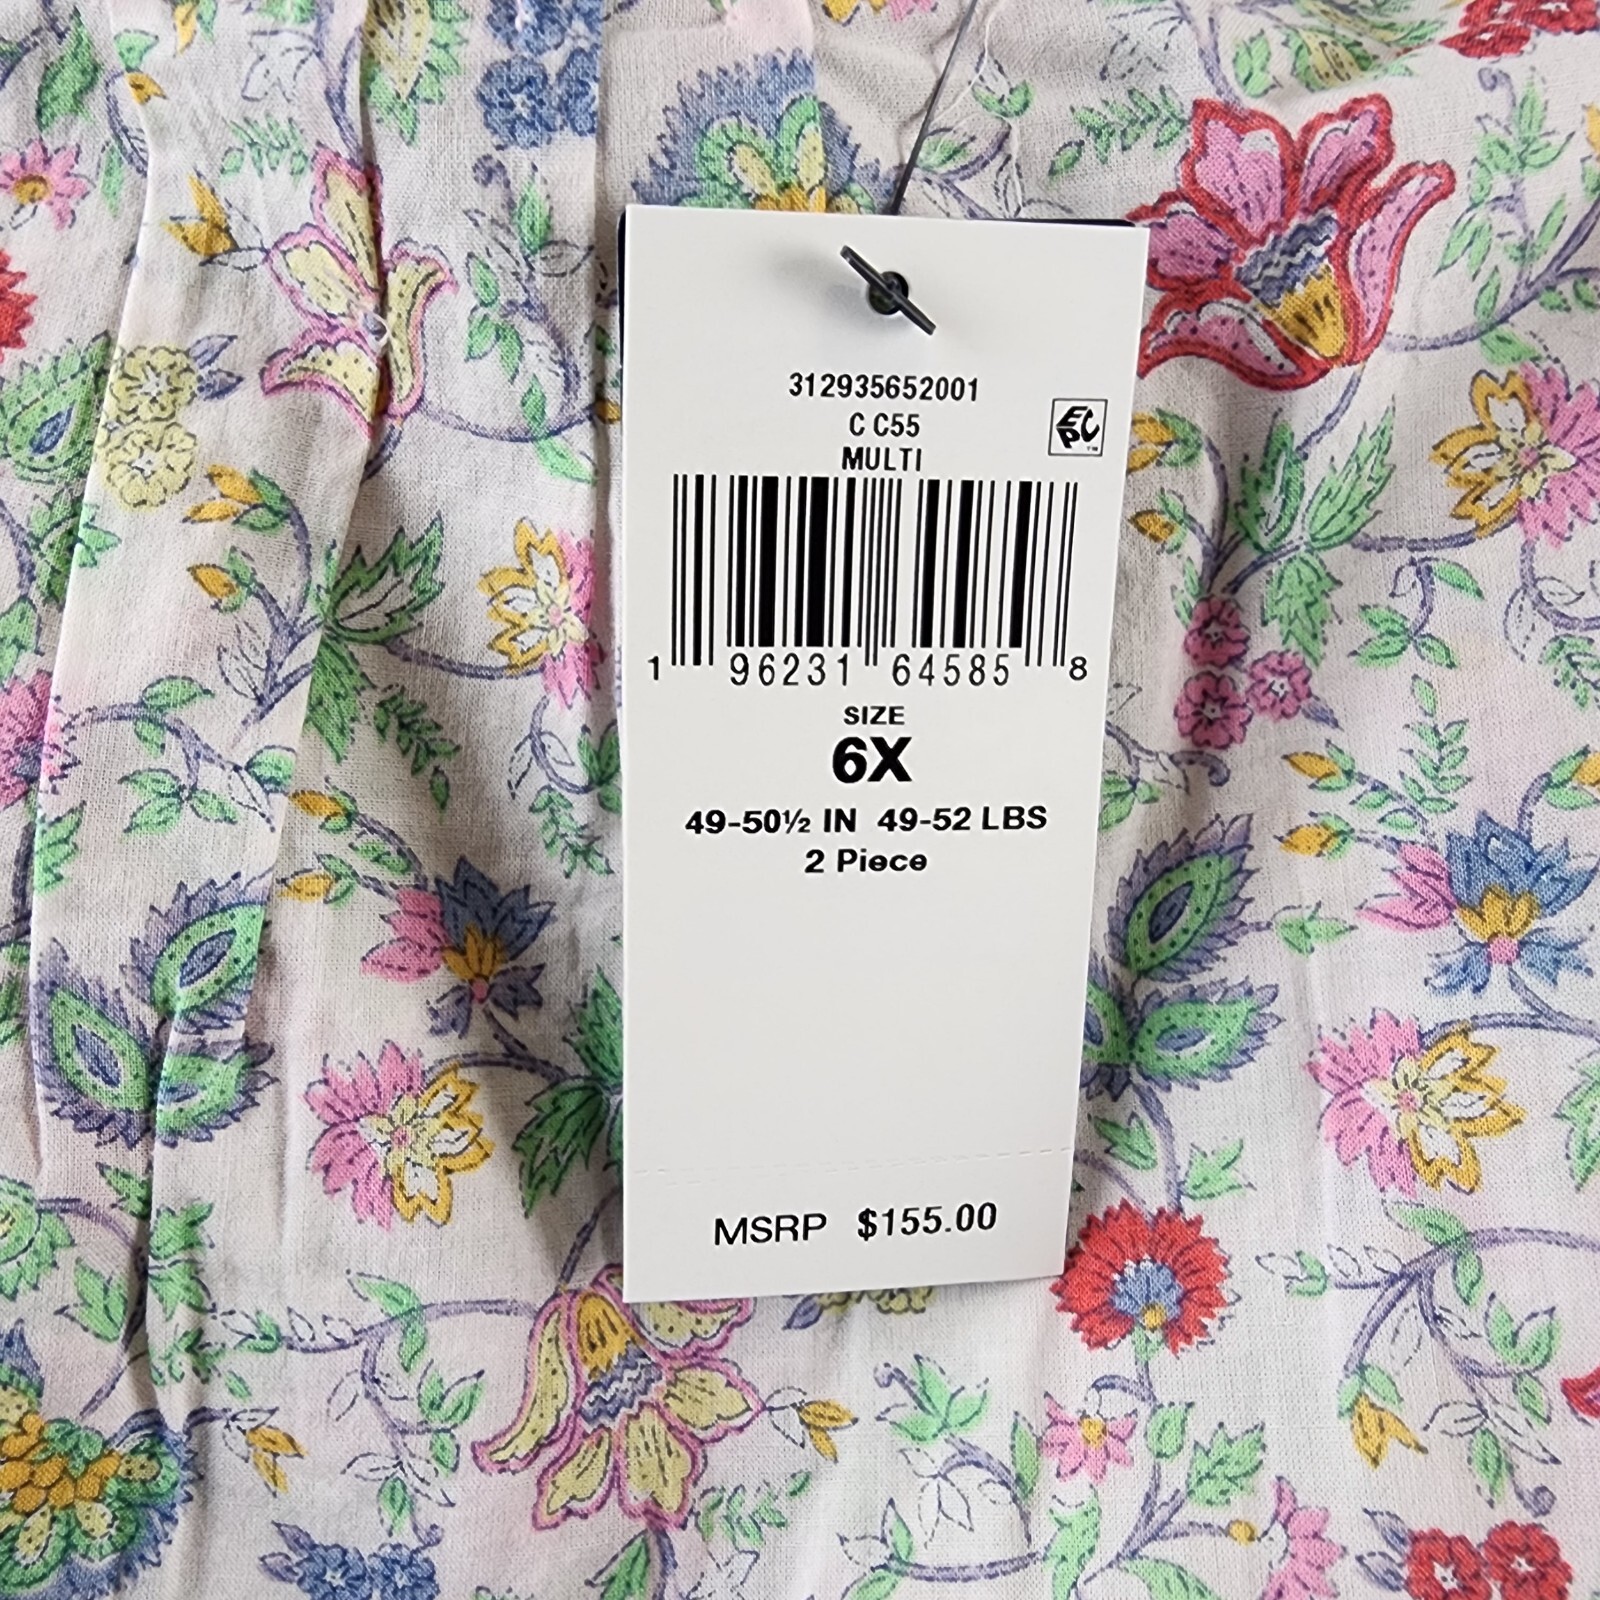 312935652001
C C55
MULTI
EPC™
1 96231 64585 8
SIZE
6X
49-50½ IN 49-52 LBS
2 Piece
MSRP $155.00